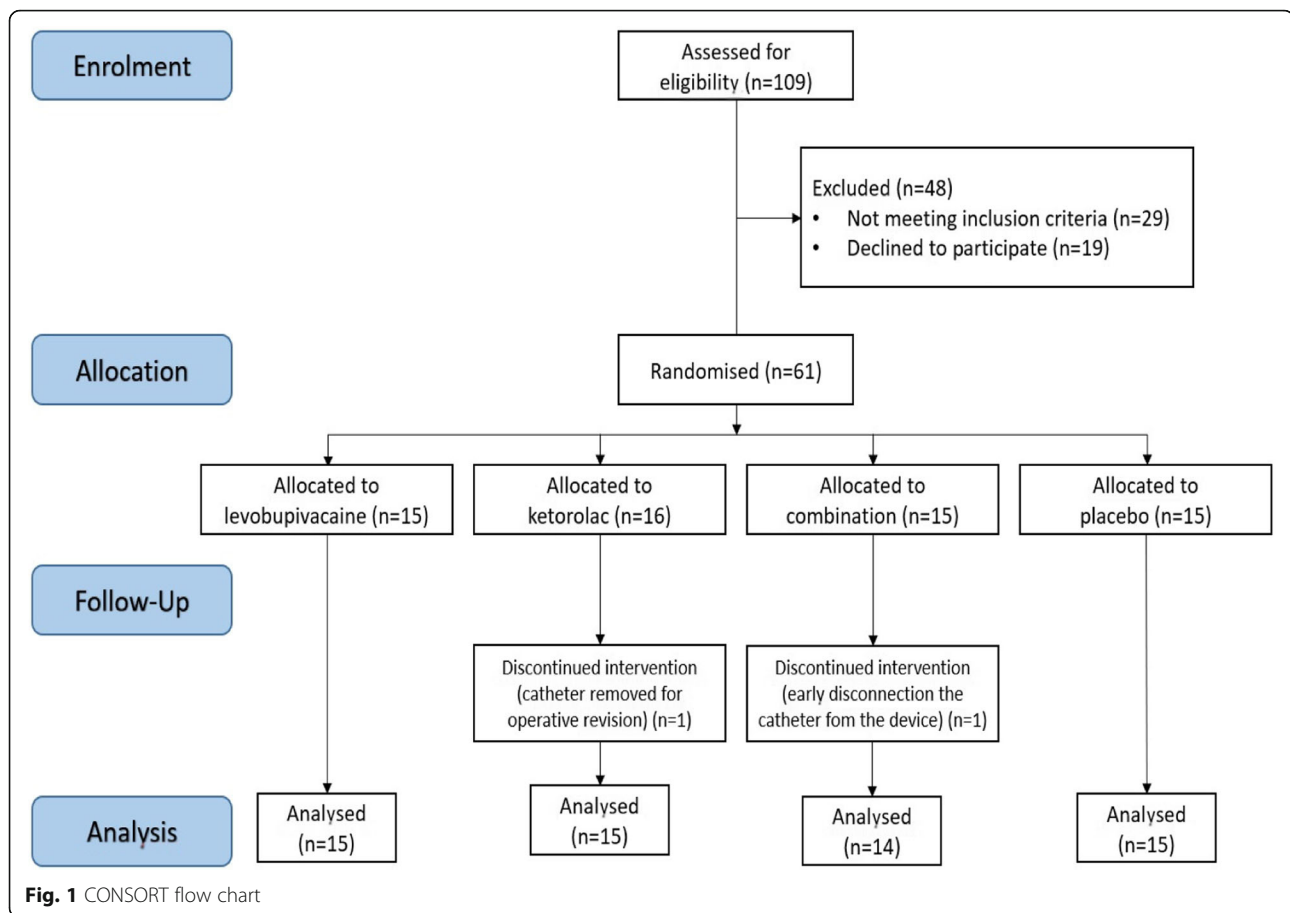 Enrolment
Assessed for
eligibility (n=109)
Excluded (n=48)
• Not meeting inclusion criteria (n=29)
• Declined to participate (n=19)
Allocation
Randomised (n=61)
Allocated to
levobupivacaine (n=15)
Allocated to
ketorolac (n=16)
Allocated to
combination (n=15)
Allocated to
placebo (n=15)
Follow-Up
Discontinued intervention
(catheter removed for
operative revision) (n=1)
Discontinued intervention
(early disconnection the
catheter fom the device) (n=1)
Analysis
Analysed
(n=15)
Analysed
(n=15)
Analysed
(n=14)
Analysed
(n=15)
Fig. 1 CONSORT flow chart